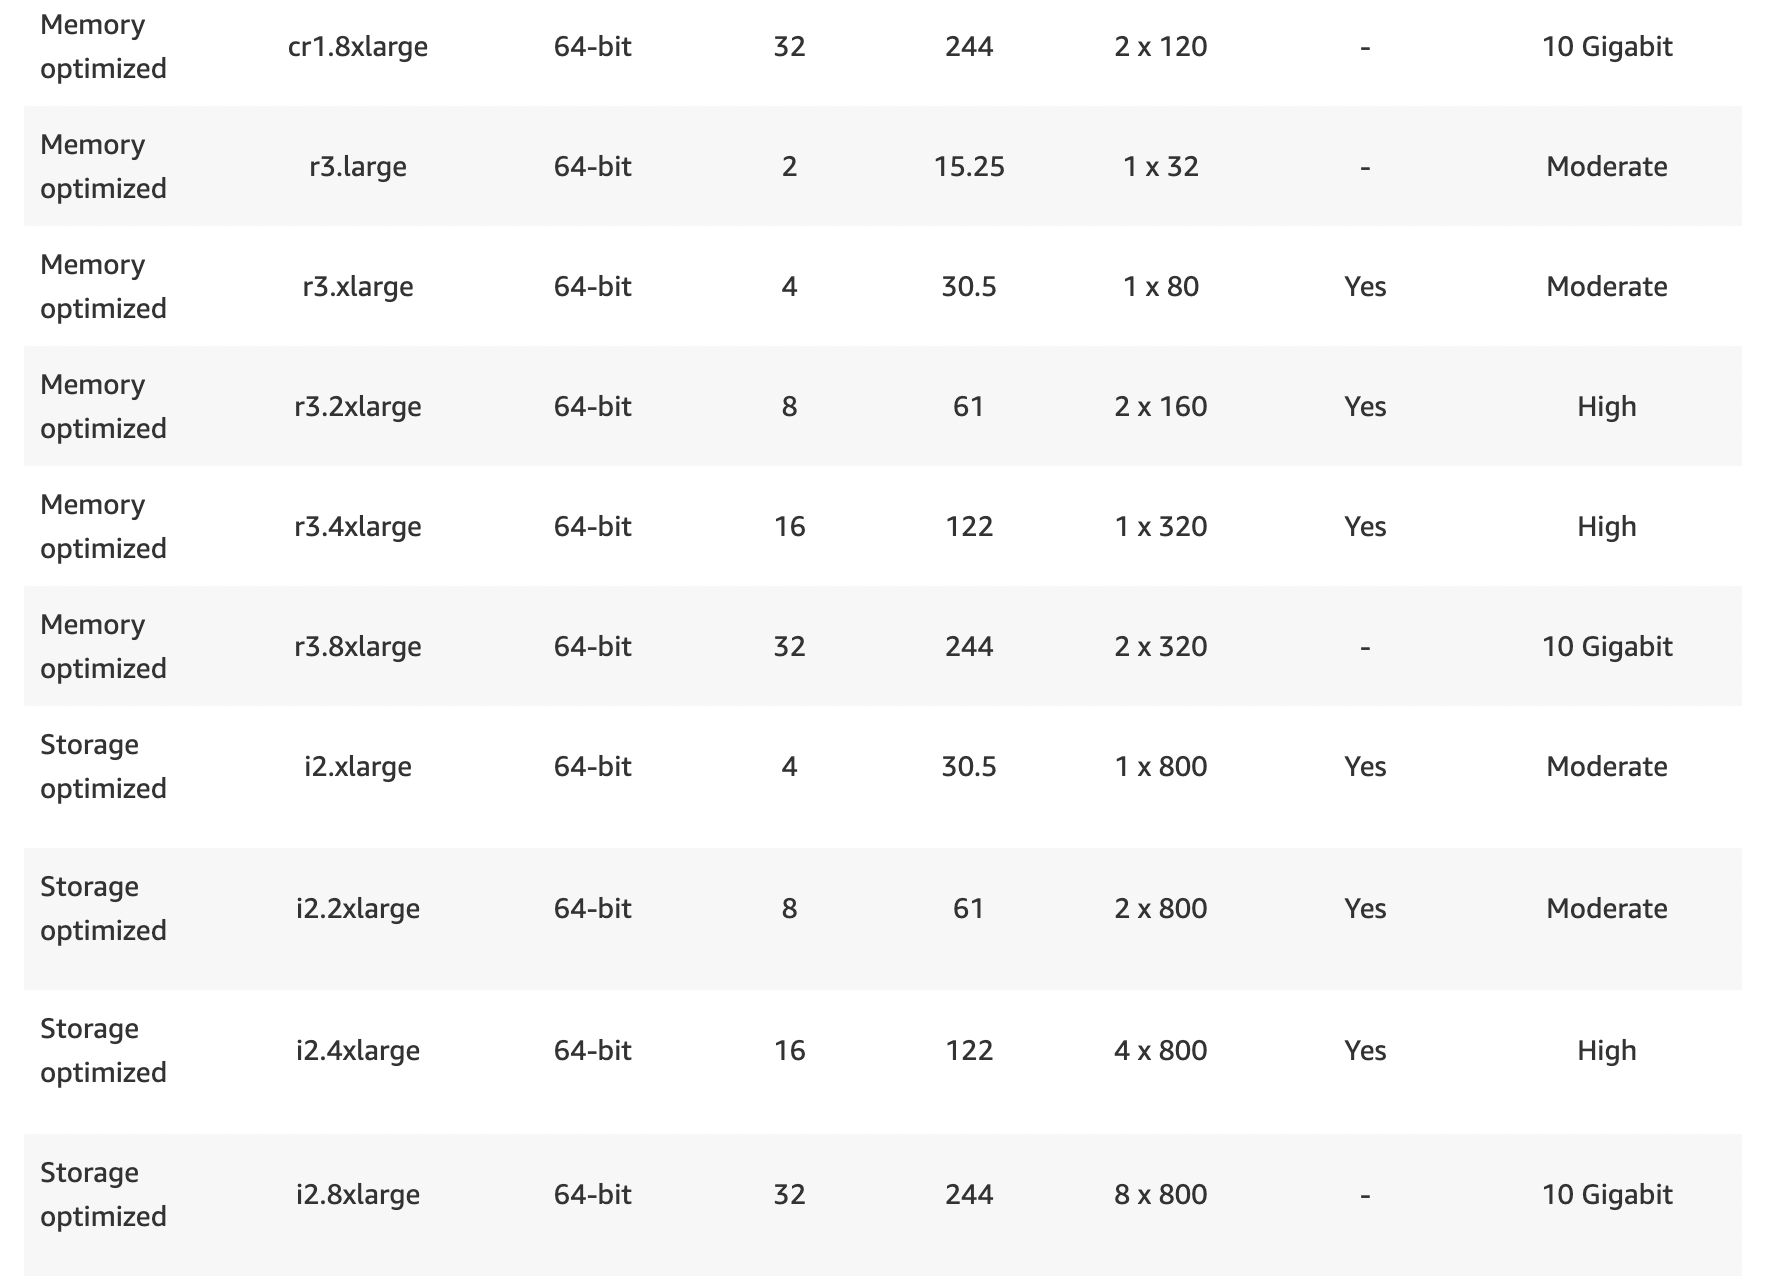 Memory optimized cr1.8xlarge 64-bit 32 244 2 x 120 - 10 Gigabit
Memory optimized r3.large 64-bit 2 15.25 1 x 32 - Moderate
Memory optimized r3.xlarge 64-bit 4 30.5 1 x 80 Yes Moderate
Memory optimized r3.2xlarge 64-bit 8 61 2 x 160 Yes High
Memory optimized r3.4xlarge 64-bit 16 122 1 x 320 Yes High
Memory optimized r3.8xlarge 64-bit 32 244 2 x 320 - 10 Gigabit
Storage optimized i2.xlarge 64-bit 4 30.5 1 x 800 Yes Moderate
Storage optimized i2.2xlarge 64-bit 8 61 2 x 800 Yes Moderate
Storage optimized i2.4xlarge 64-bit 16 122 4 x 800 Yes High
Storage optimized i2.8xlarge 64-bit 32 244 8 x 800 - 10 Gigabit